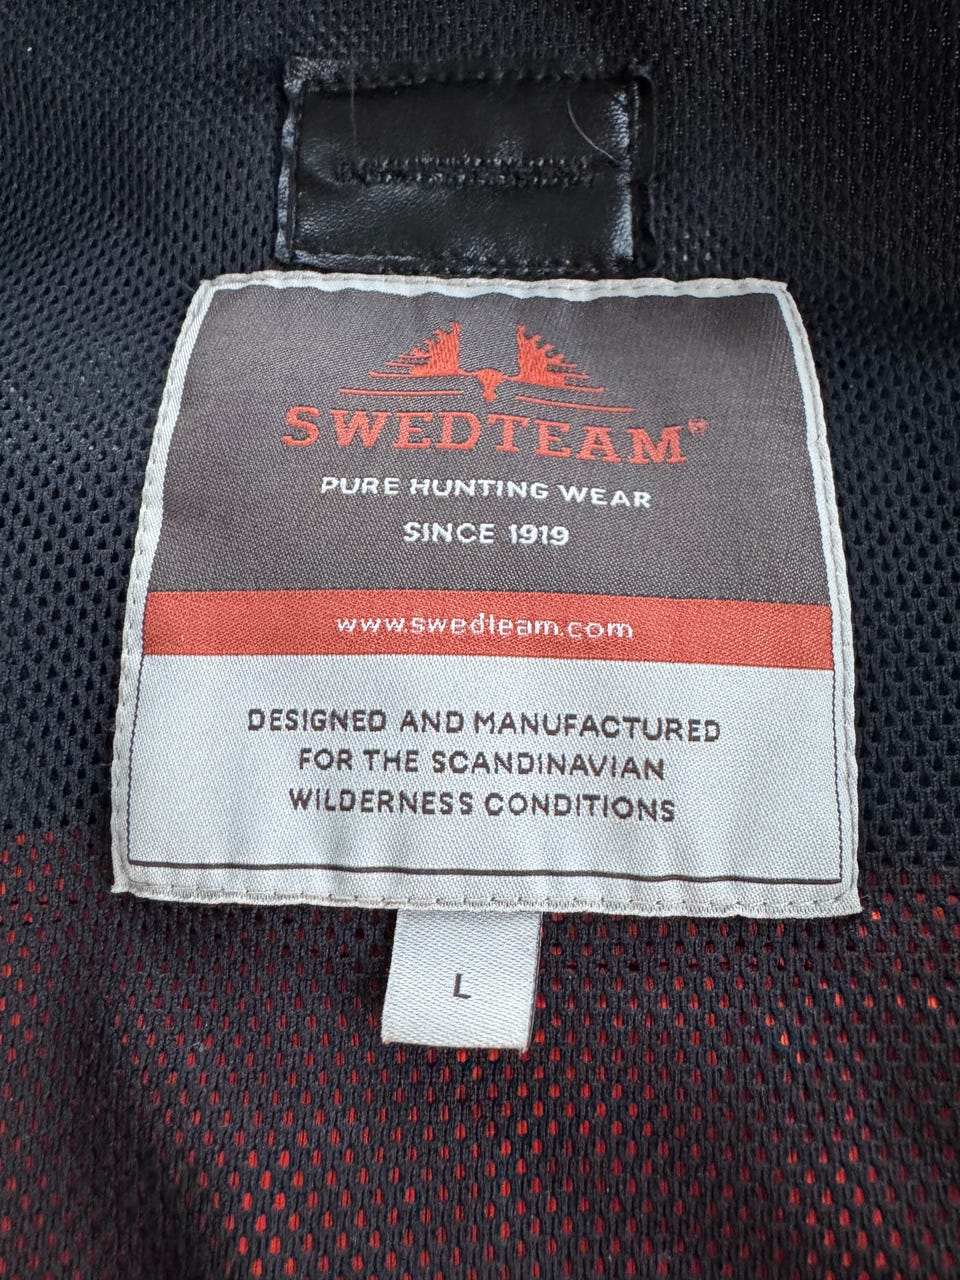 SWEDTEAM®
PURE HUNTING WEAR
SINCE 1919
www.swedteam.com
DESIGNED AND MANUFACTURED
FOR THE SCANDINAVIAN
WILDERNESS CONDITIONS
L